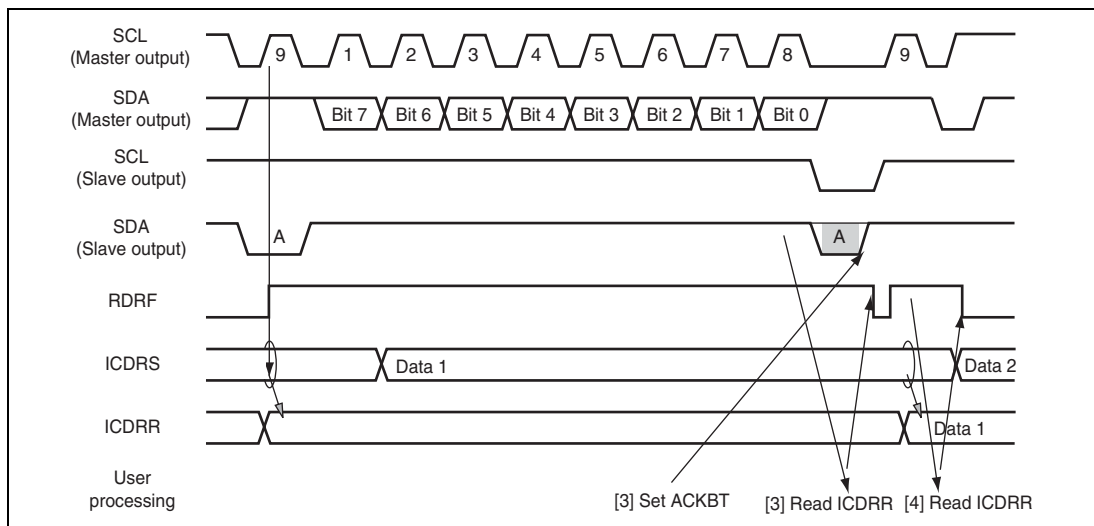 SCL
(Master output)
9 1 2 3 4 5 6 7 8 9
SDA
(Master output)
Bit 7 Bit 6 Bit 5 Bit 4 Bit 3 Bit 2 Bit 1 Bit 0
SCL
(Slave output)
SDA
(Slave output)
A A
RDRF
ICDRS
Data 1 Data 2
ICDRR
Data 1
User
processing
[3] Set ACKBT [3] Read ICDRR [4] Read ICDRR